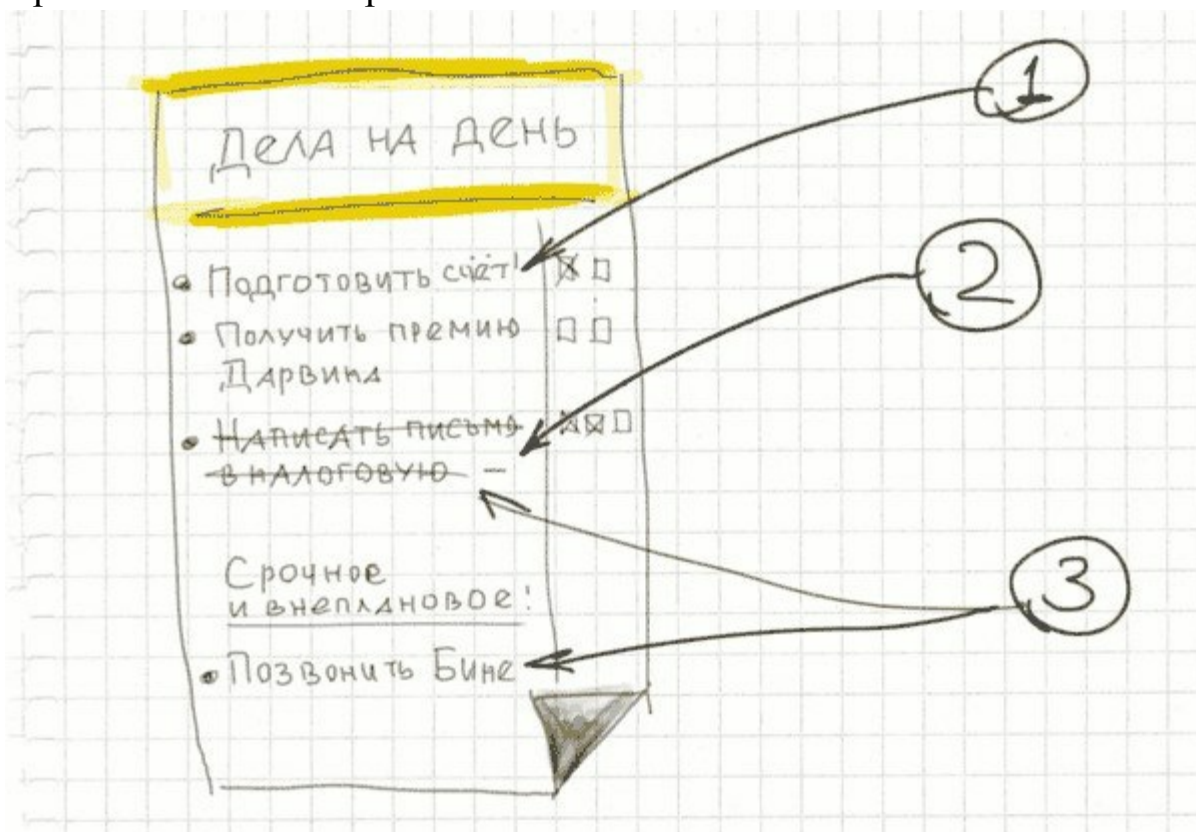 Дела на день
1
• Подготовить счёт!
• Получить премию
Дарвина
2
• Написать письмо
в налоговую –
Срочное
и внеплановое!
3
• Позвонить Бине